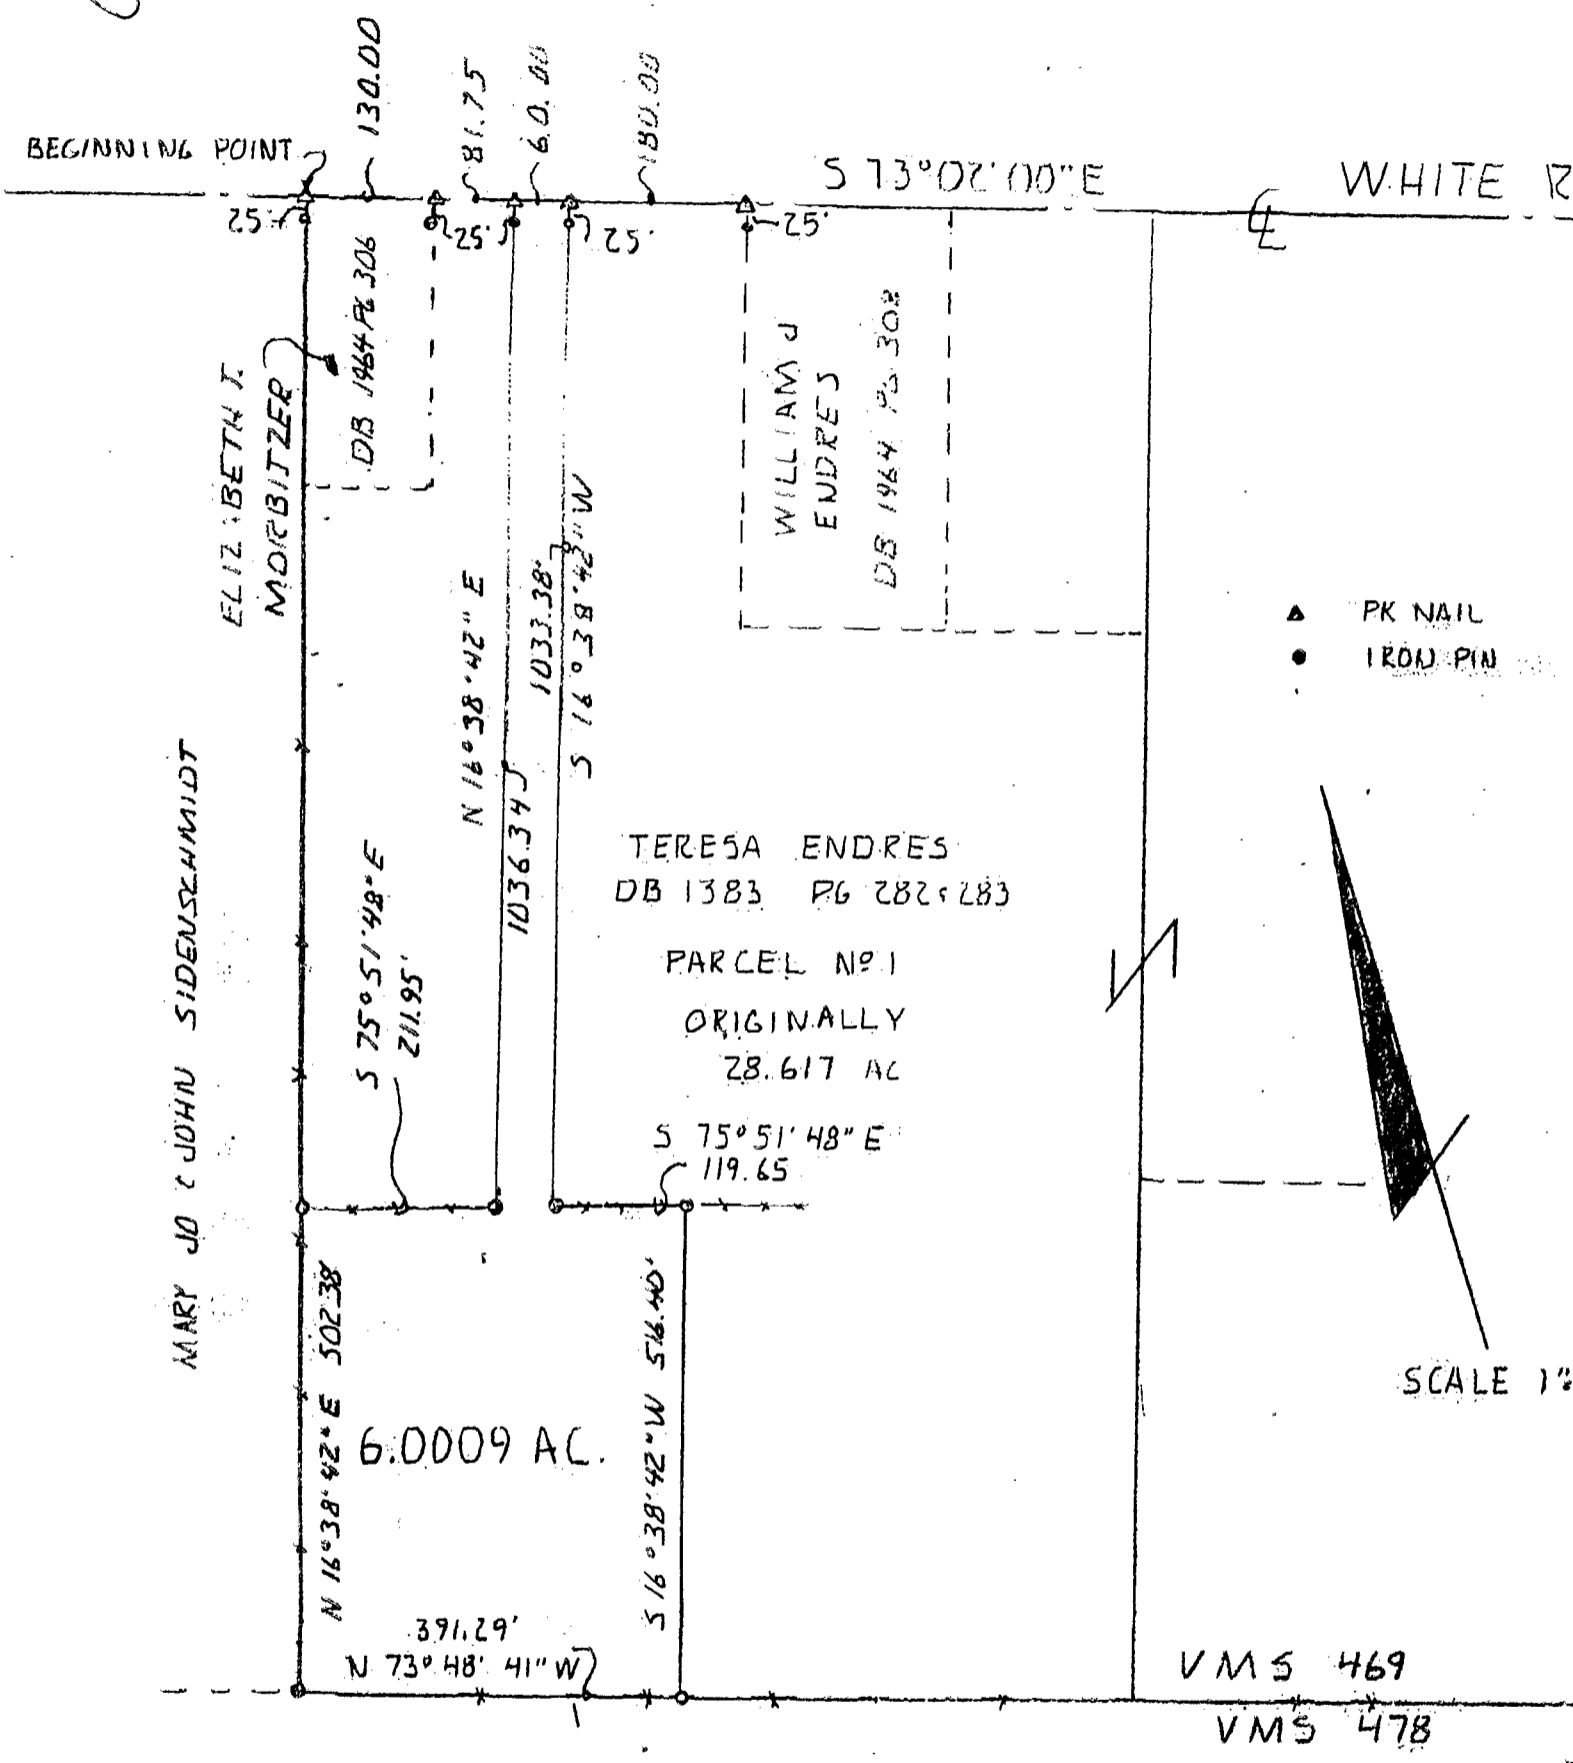 130.00
81.75
60.00
180.00
BEGINNING POINT
S 73°02'00"E
WHITE R
25'
25'
25'
25'
℄
DB 1964 PG 306
ELIZABETH J.
MORBITZER
WILLIAM J
ENDRES
DB 1964 PG 308
N 16°38'42" E
1036.34
1033.38'
S 16°38'42" W
PK NAIL
IRON PIN
MARY JO & JOHN SIDENSCHMIDT
S 75°51'48" E
211.95'
TERESA ENDRES
DB 1383 PG 282 & 283
PARCEL Nº 1
ORIGINALLY
28.617 AC
S 75°51'48" E
119.65
N 16°38'42" E 502.38
6.0009 AC.
S 16°38'42" W 516.40'
SCALE 1"
391.29'
N 73°48'41" W
VMS 469
VMS 478